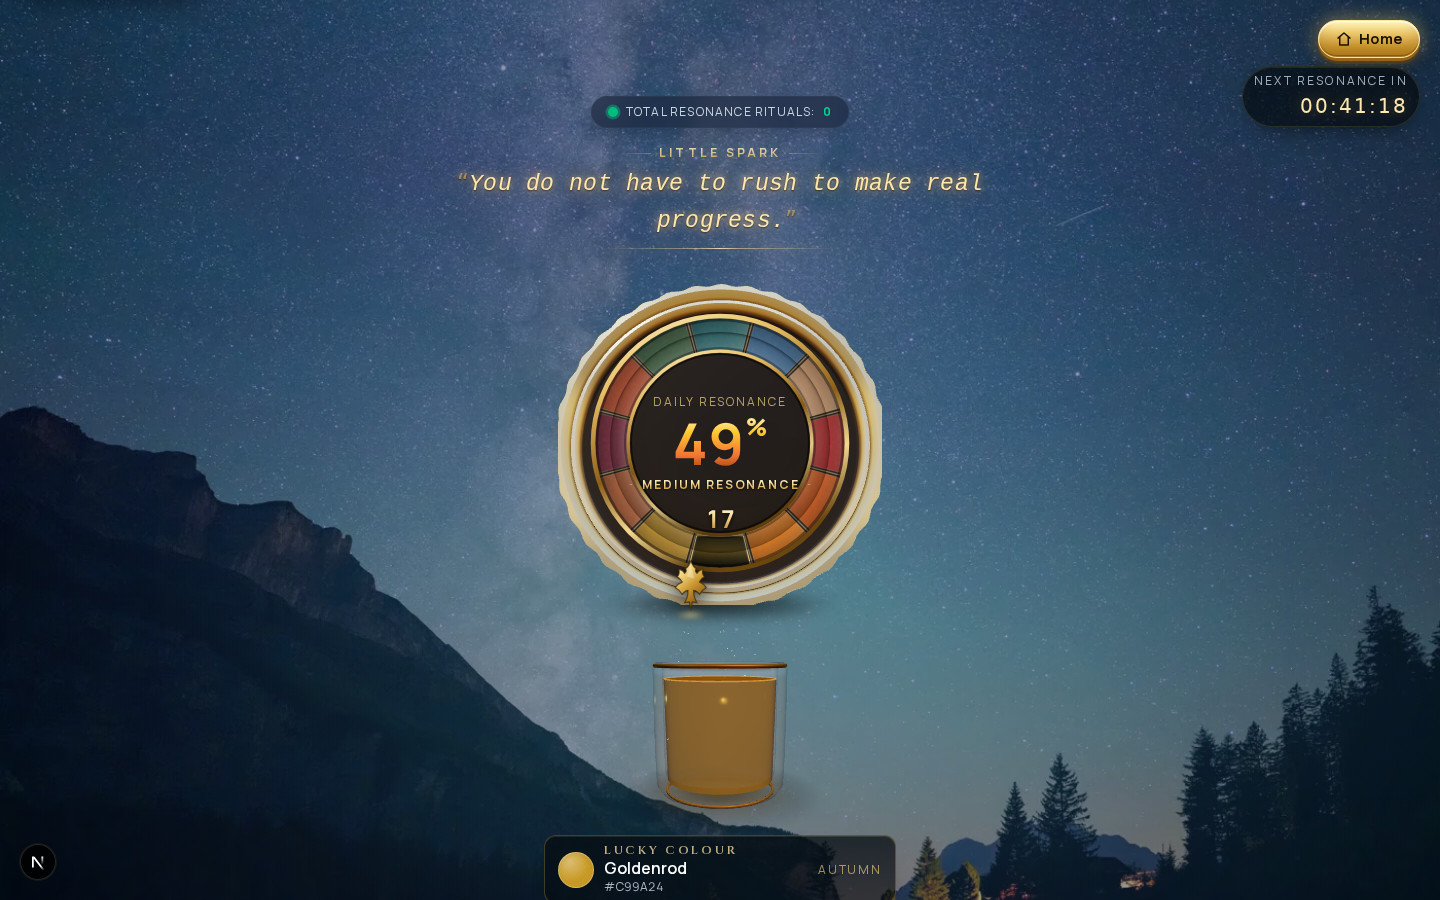 Home
NEXT RESONANCE IN
00:41:18
TOTAL RESONANCE RITUALS: 0
LITTLE SPARK
"You do not have to rush to make real
progress."
DAILY RESONANCE
49%
MEDIUM RESONANCE
17
LUCKY COLOUR
Goldenrod
#C99A24
AUTUMN
N